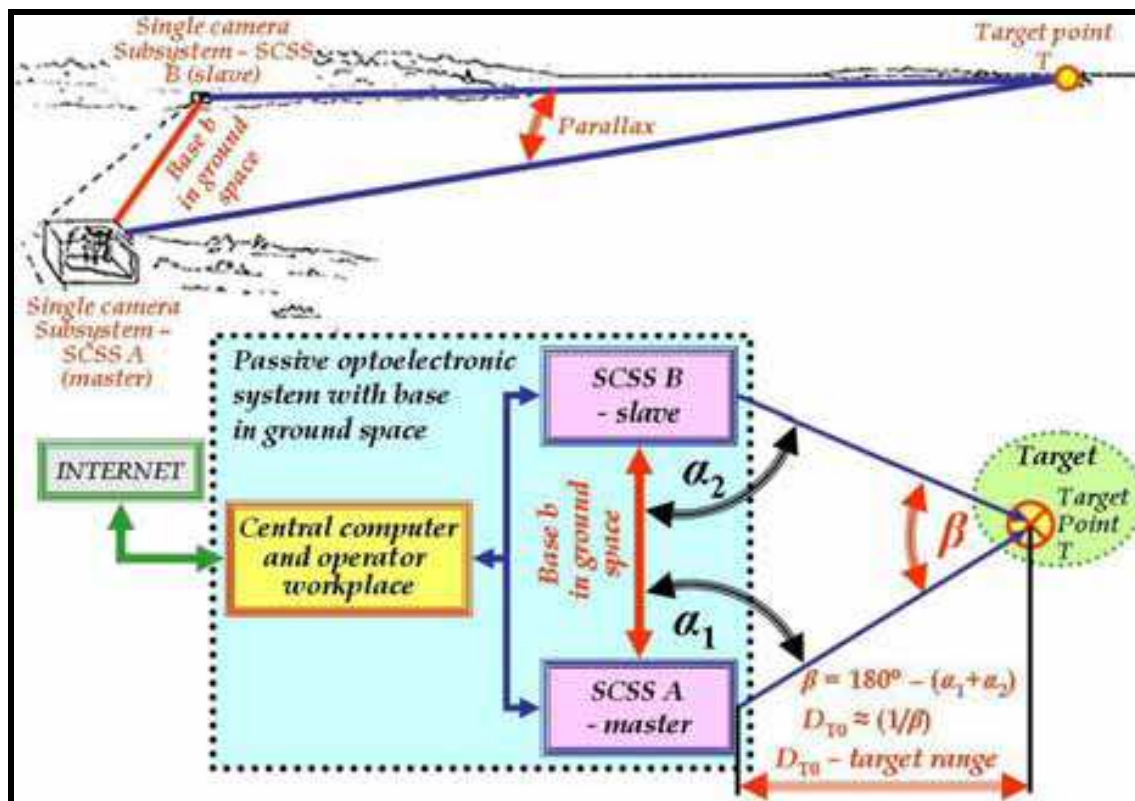 Single camera
Subsystem – SCSS
B (slave)
Target point
T
Parallax
Base b
in ground
space
Single camera
Subsystem –
SCSS A
(master)
Passive optoelectronic
system with base
in ground space
SCSS B
- slave
INTERNET
Central computer
and operator
workplace
Base b
in ground
space
α2
α1
β
Target
Target
Point
T
SCSS A
- master
β = 180° – (α1+α2)
DT0 ≈ (1/β)
DT0 – target range